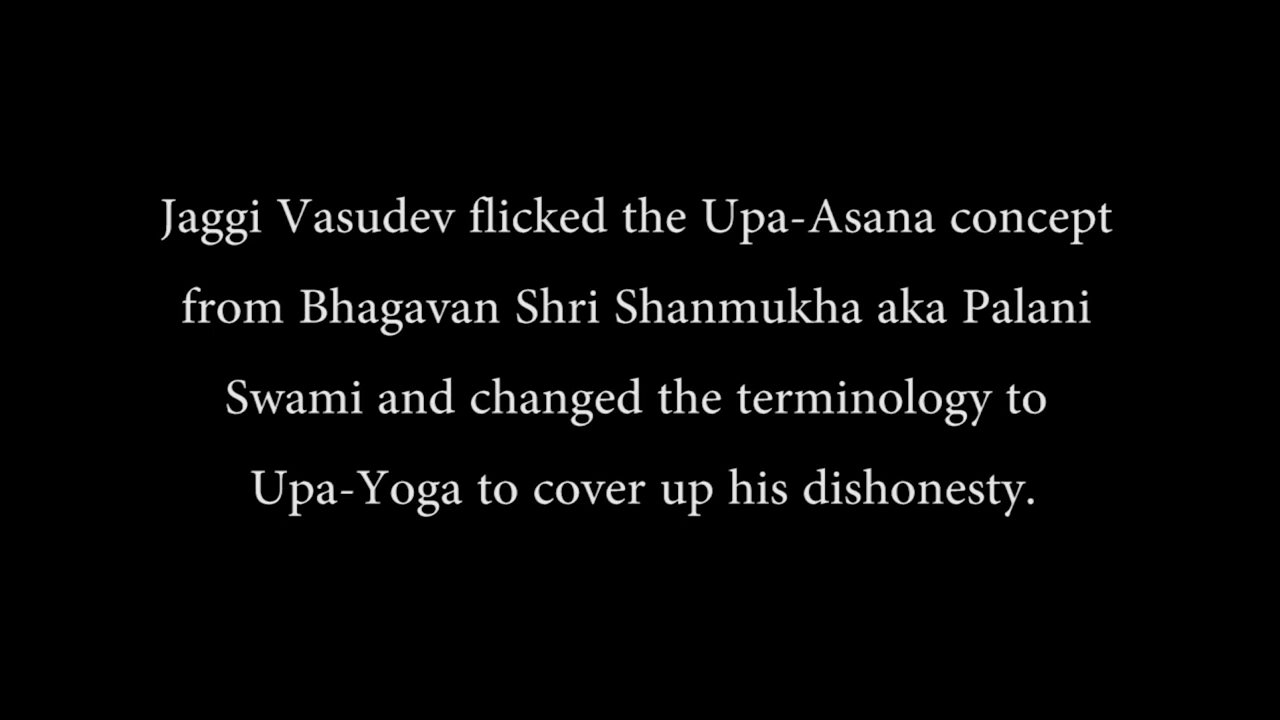 Jaggi Vasudev flicked the Upa-Asana concept
from Bhagavan Shri Shanmukha aka Palani
Swami and changed the terminology to
Upa-Yoga to cover up his dishonesty.